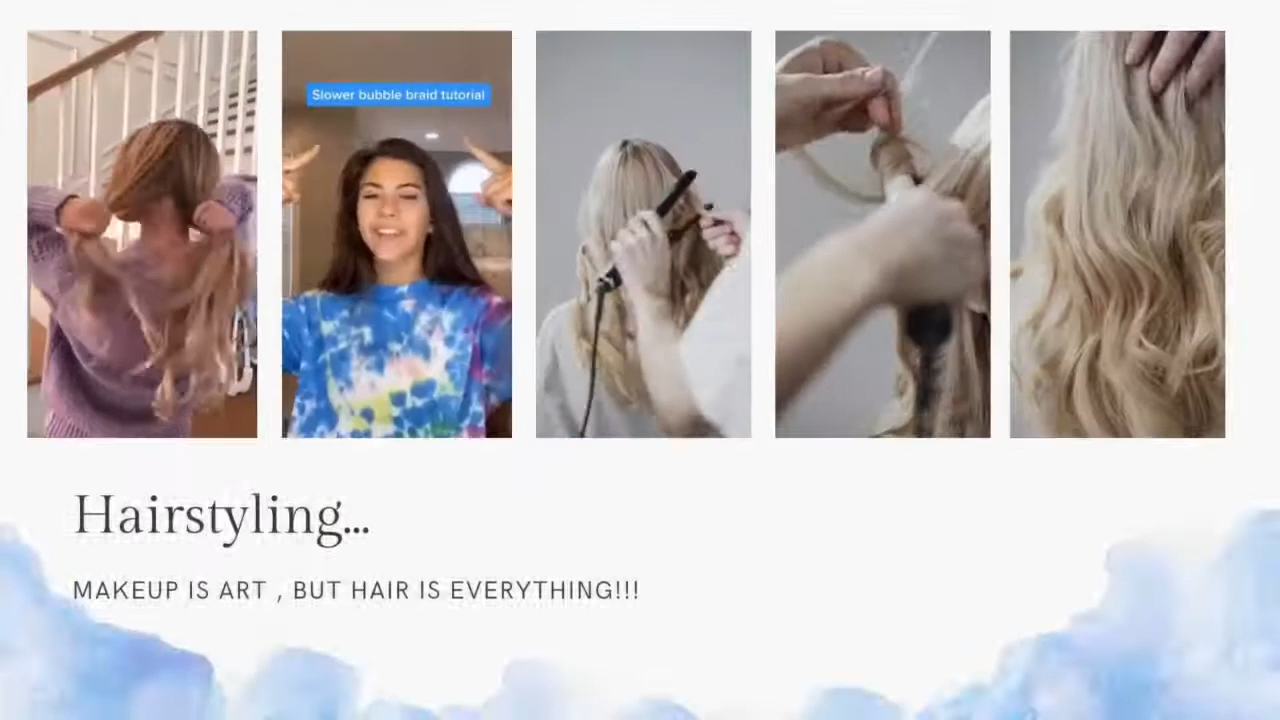 Slower bubble braid tutorial
Hairstyling...
MAKEUP IS ART , BUT HAIR IS EVERYTHING!!!